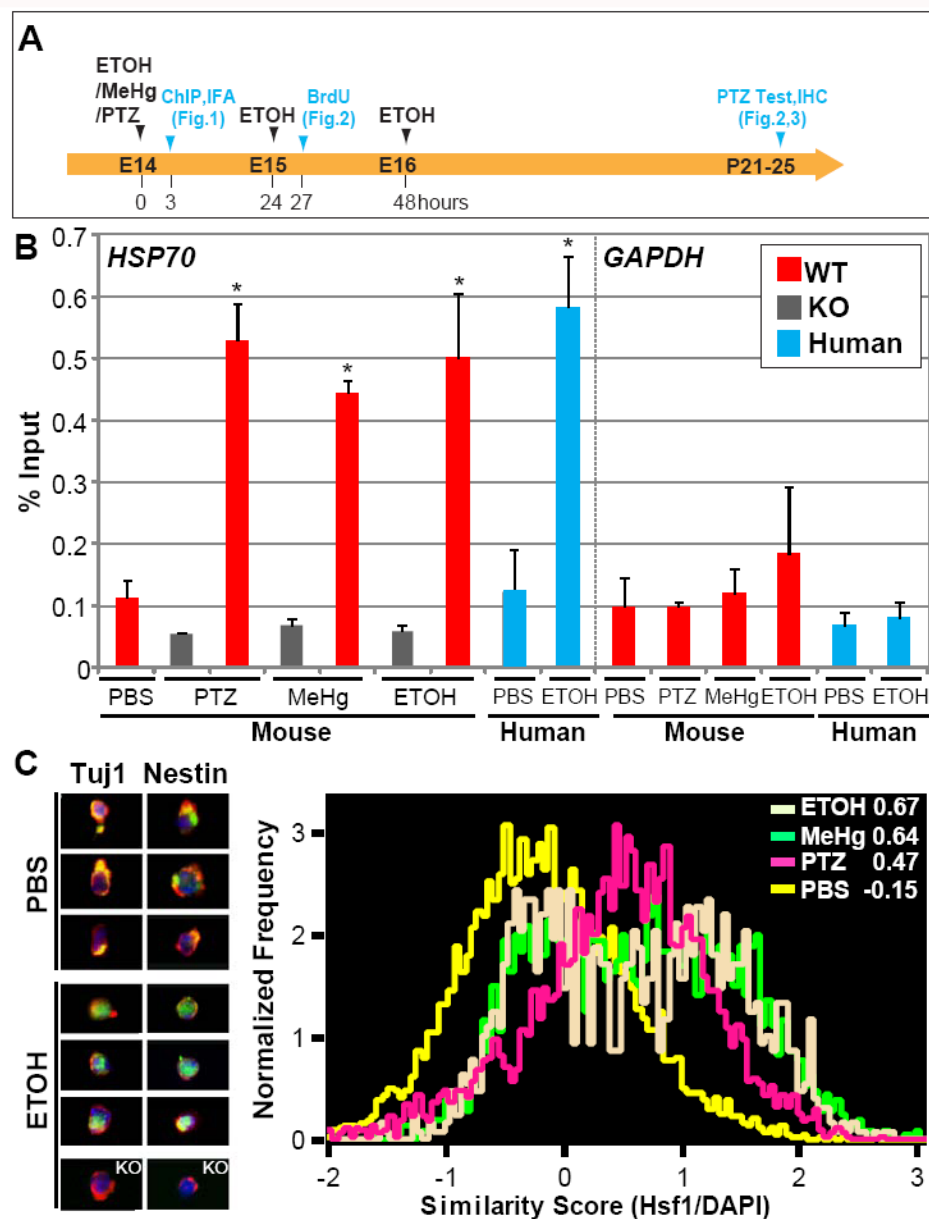 A
ETOH
/MeHg
/PTZ
ChIP,IFA
(Fig.1)
ETOH
BrdU
(Fig.2)
ETOH
PTZ Test,IHC
(Fig.2,3)
E14
E15
E16
P21-25
0
3
24
27
48hours
B
HSP70
GAPDH
WT
KO
Human
% Input
0.7
0.6
0.5
0.4
0.3
0.2
0.1
0
*
*
*
*
PBS
PTZ
MeHg
ETOH
PBS
ETOH
PBS
PTZ
MeHg
ETOH
PBS
ETOH
Mouse
Human
Mouse
Human
C
Tuj1
Nestin
PBS
ETOH
KO
KO
Normalized Frequency
3
2
1
0
ETOH 0.67
MeHg 0.64
PTZ 0.47
PBS -0.15
-2
-1
0
1
2
3
Similarity Score (Hsf1/DAPI)